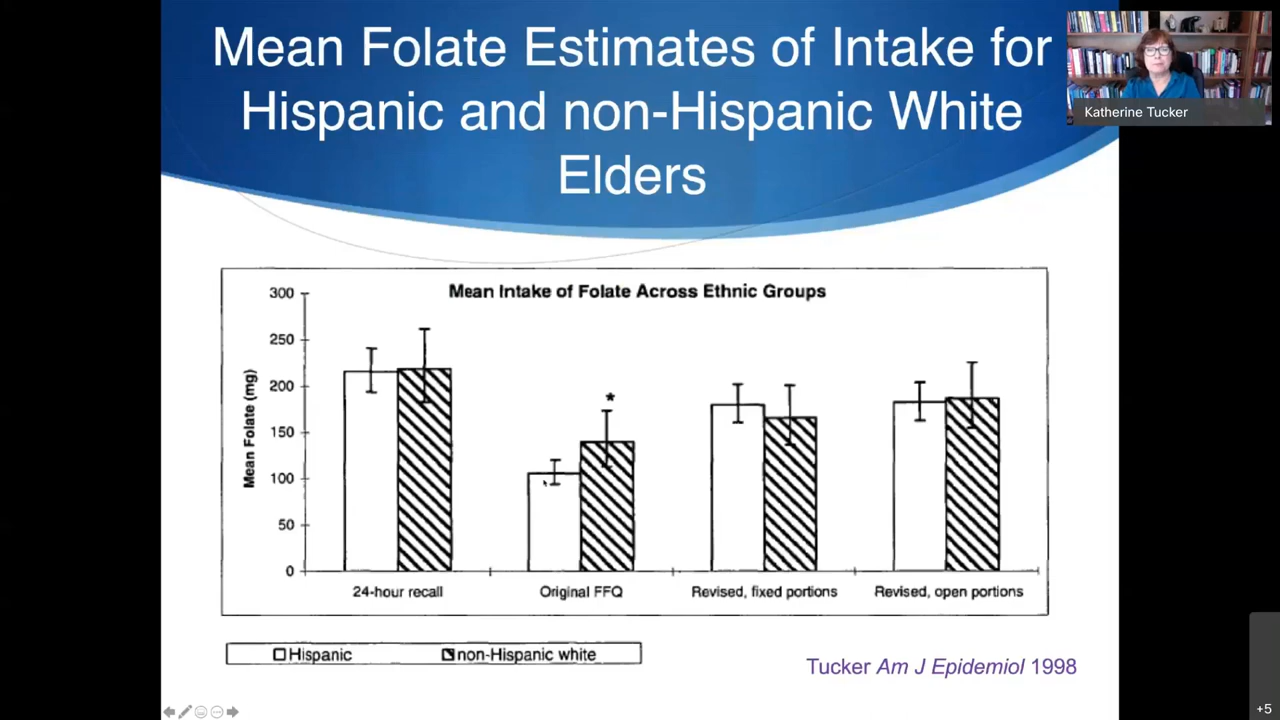 Mean Folate Estimates of Intake for
Hispanic and non-Hispanic White
Elders
Katherine Tucker
Mean Intake of Folate Across Ethnic Groups
Mean Folate (mg)
300
250
200
150
100
50
0
*
24-hour recall
Original FFQ
Revised, fixed portions
Revised, open portions
Hispanic
non-Hispanic white
Tucker Am J Epidemiol 1998
+5